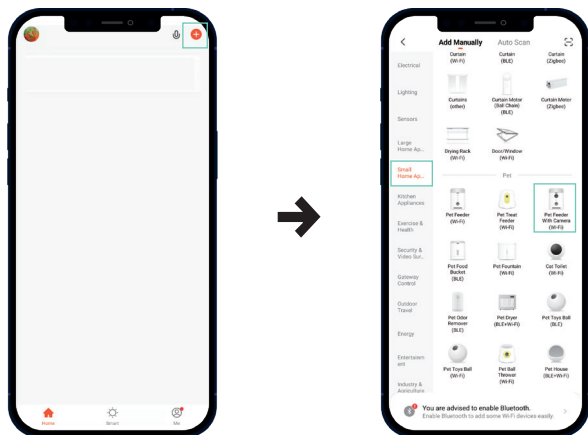 Home
Smart
Me
Add Manually
Auto Scan
Electrical
Lighting
Sensors
Large
Home Ap...
Small
Home Ap...
Kitchen
Appliances
Exercise &
Health
Security &
Video Sur...
Gateway
Control
Outdoor
Travel
Energy
Entertainm
ent
Industry &
Agriculture
Curtain
(Wi-Fi)
Curtain
(BLE)
Curtain
(Zigbee)
Curtains
(other)
Curtain Motor
(Ball Chain)
(BLE)
Curtain Motor
(Zigbee)
Drying Rack
(Wi-Fi)
Door/Window
(Wi-Fi)
Pet
Pet Feeder
(Wi-Fi)
Pet Treat
Feeder
(Wi-Fi)
Pet Feeder
With Camera
(Wi-Fi)
Pet Food
Bucket
(BLE)
Pet Fountain
(Wi-Fi)
Cat Toilet
(Wi-Fi)
Pet Odor
Remover
(BLE)
Pet Dryer
(BLE+Wi-Fi)
Pet Toys Ball
(BLE)
Pet Toys Ball
(Wi-Fi)
Pet Ball
Thrower
(Wi-Fi)
Pet House
(BLE+Wi-Fi)
You are advised to enable Bluetooth.
Enable Bluetooth to add some Wi-Fi devices easily.